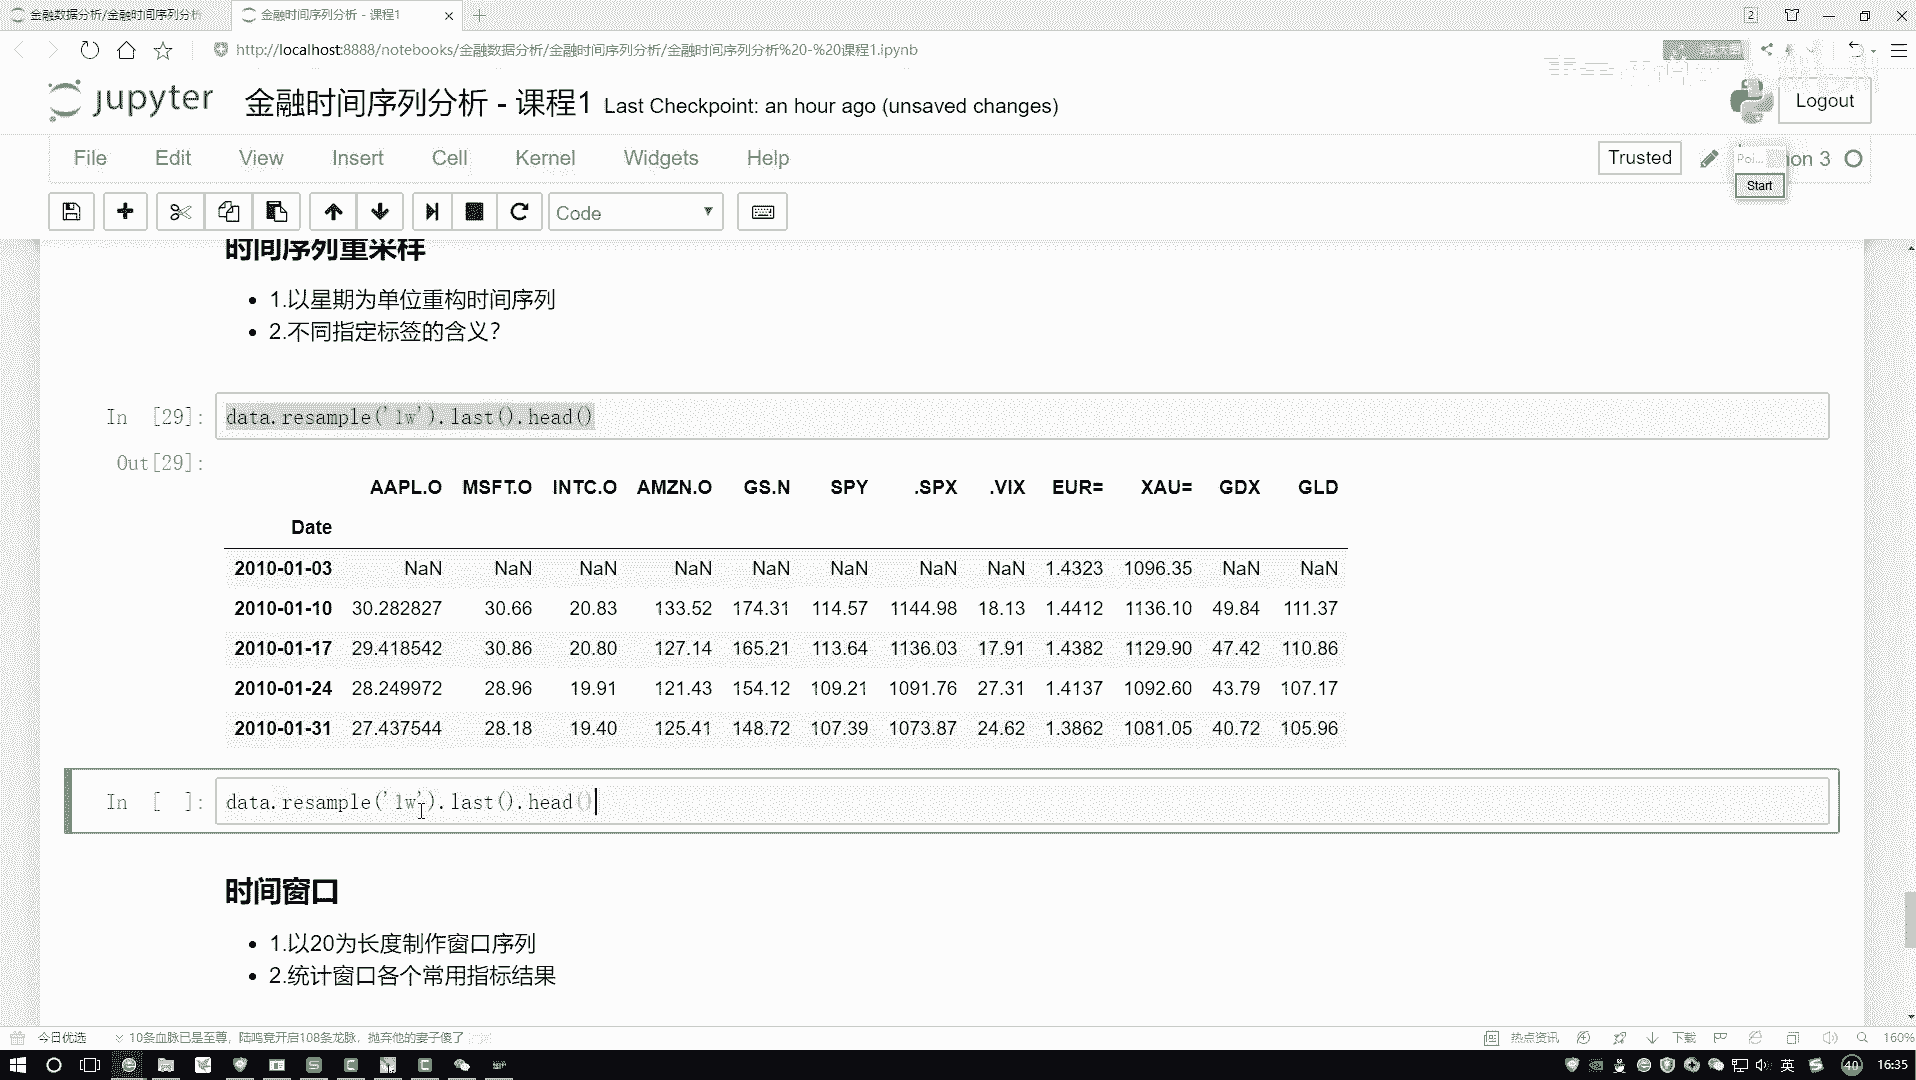 金融数据分析/金融时间序列分析
金融时间序列分析 - 课程1
2
http://localhost:8888/notebooks/金融数据分析/金融时间序列分析/金融时间序列分析%20-%20课程1.ipynb
jupyter 金融时间序列分析 - 课程1 Last Checkpoint: an hour ago (unsaved changes)
Logout
File Edit View Insert Cell Kernel Widgets Help
Trusted
Poi... hon 3
Start
Code
时间序列重采样
1.以星期为单位重构时间序列
2.不同指定标签的含义?
In [29]: data.resample('1w').last().head()
Out[29]:
AAPL.O MSFT.O INTC.O AMZN.O GS.N SPY .SPX .VIX EUR= XAU= GDX GLD
Date
2010-01-03 NaN NaN NaN NaN NaN NaN NaN NaN 1.4323 1096.35 NaN NaN
2010-01-10 30.282827 30.66 20.83 133.52 174.31 114.57 1144.98 18.13 1.4412 1136.10 49.84 111.37
2010-01-17 29.418542 30.86 20.80 127.14 165.21 113.64 1136.03 17.91 1.4382 1129.90 47.42 110.86
2010-01-24 28.249972 28.96 19.91 121.43 154.12 109.21 1091.76 27.31 1.4137 1092.60 43.79 107.17
2010-01-31 27.437544 28.18 19.40 125.41 148.72 107.39 1073.87 24.62 1.3862 1081.05 40.72 105.96
In [ ]: data.resample('1w').last().head()
时间窗口
1.以20为长度制作窗口序列
2.统计窗口各个常用指标结果
今日优选 10条血脉已是至尊，陆鸣竟开启108条龙脉，抛弃他的妻子傻了
热点资讯 下载 160%
英 40 16:35